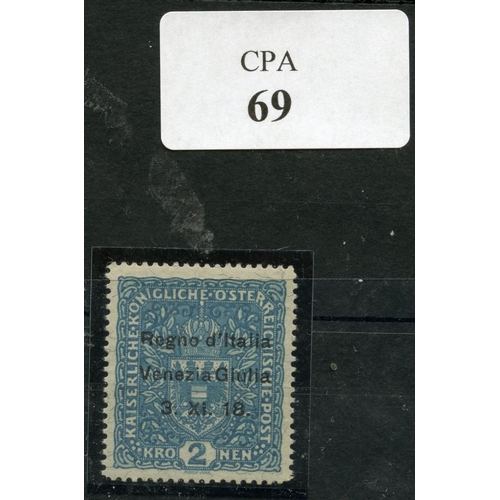 CPA
69
KAISERLICHE·KÖNIGLICHE·ÖSTERREICHISCHE·POST
Regno d'Italia
Venezia Giulia
3. XI. 18.
KRO 2 NEN